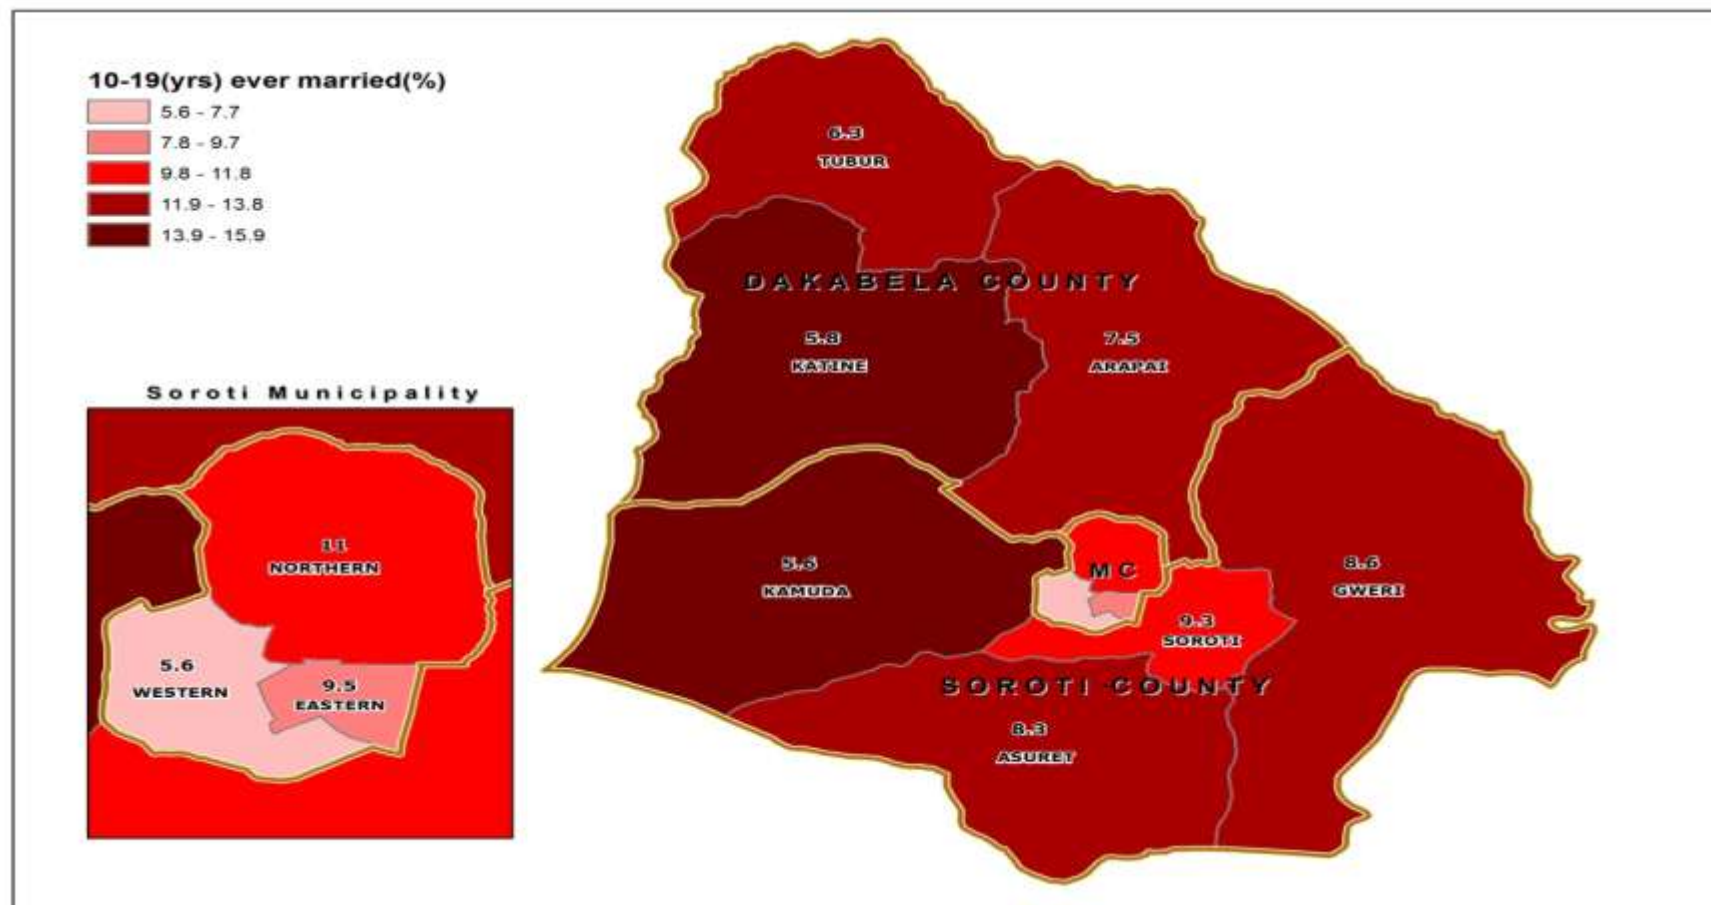 10-19(yrs) ever married(%)
5.6 - 7.7
7.8 - 9.7
9.8 - 11.8
11.9 - 13.8
13.9 - 15.9
6.3
TUBUR
DAKABELA COUNTY
5.8
KATINE
7.5
ARAPAI
5.6
KAMUDA
MC
8.6
GWERI
9.3
SOROTI
SOROTI COUNTY
8.3
ASURET
Soroti Municipality
11
NORTHERN
5.6
WESTERN
9.5
EASTERN